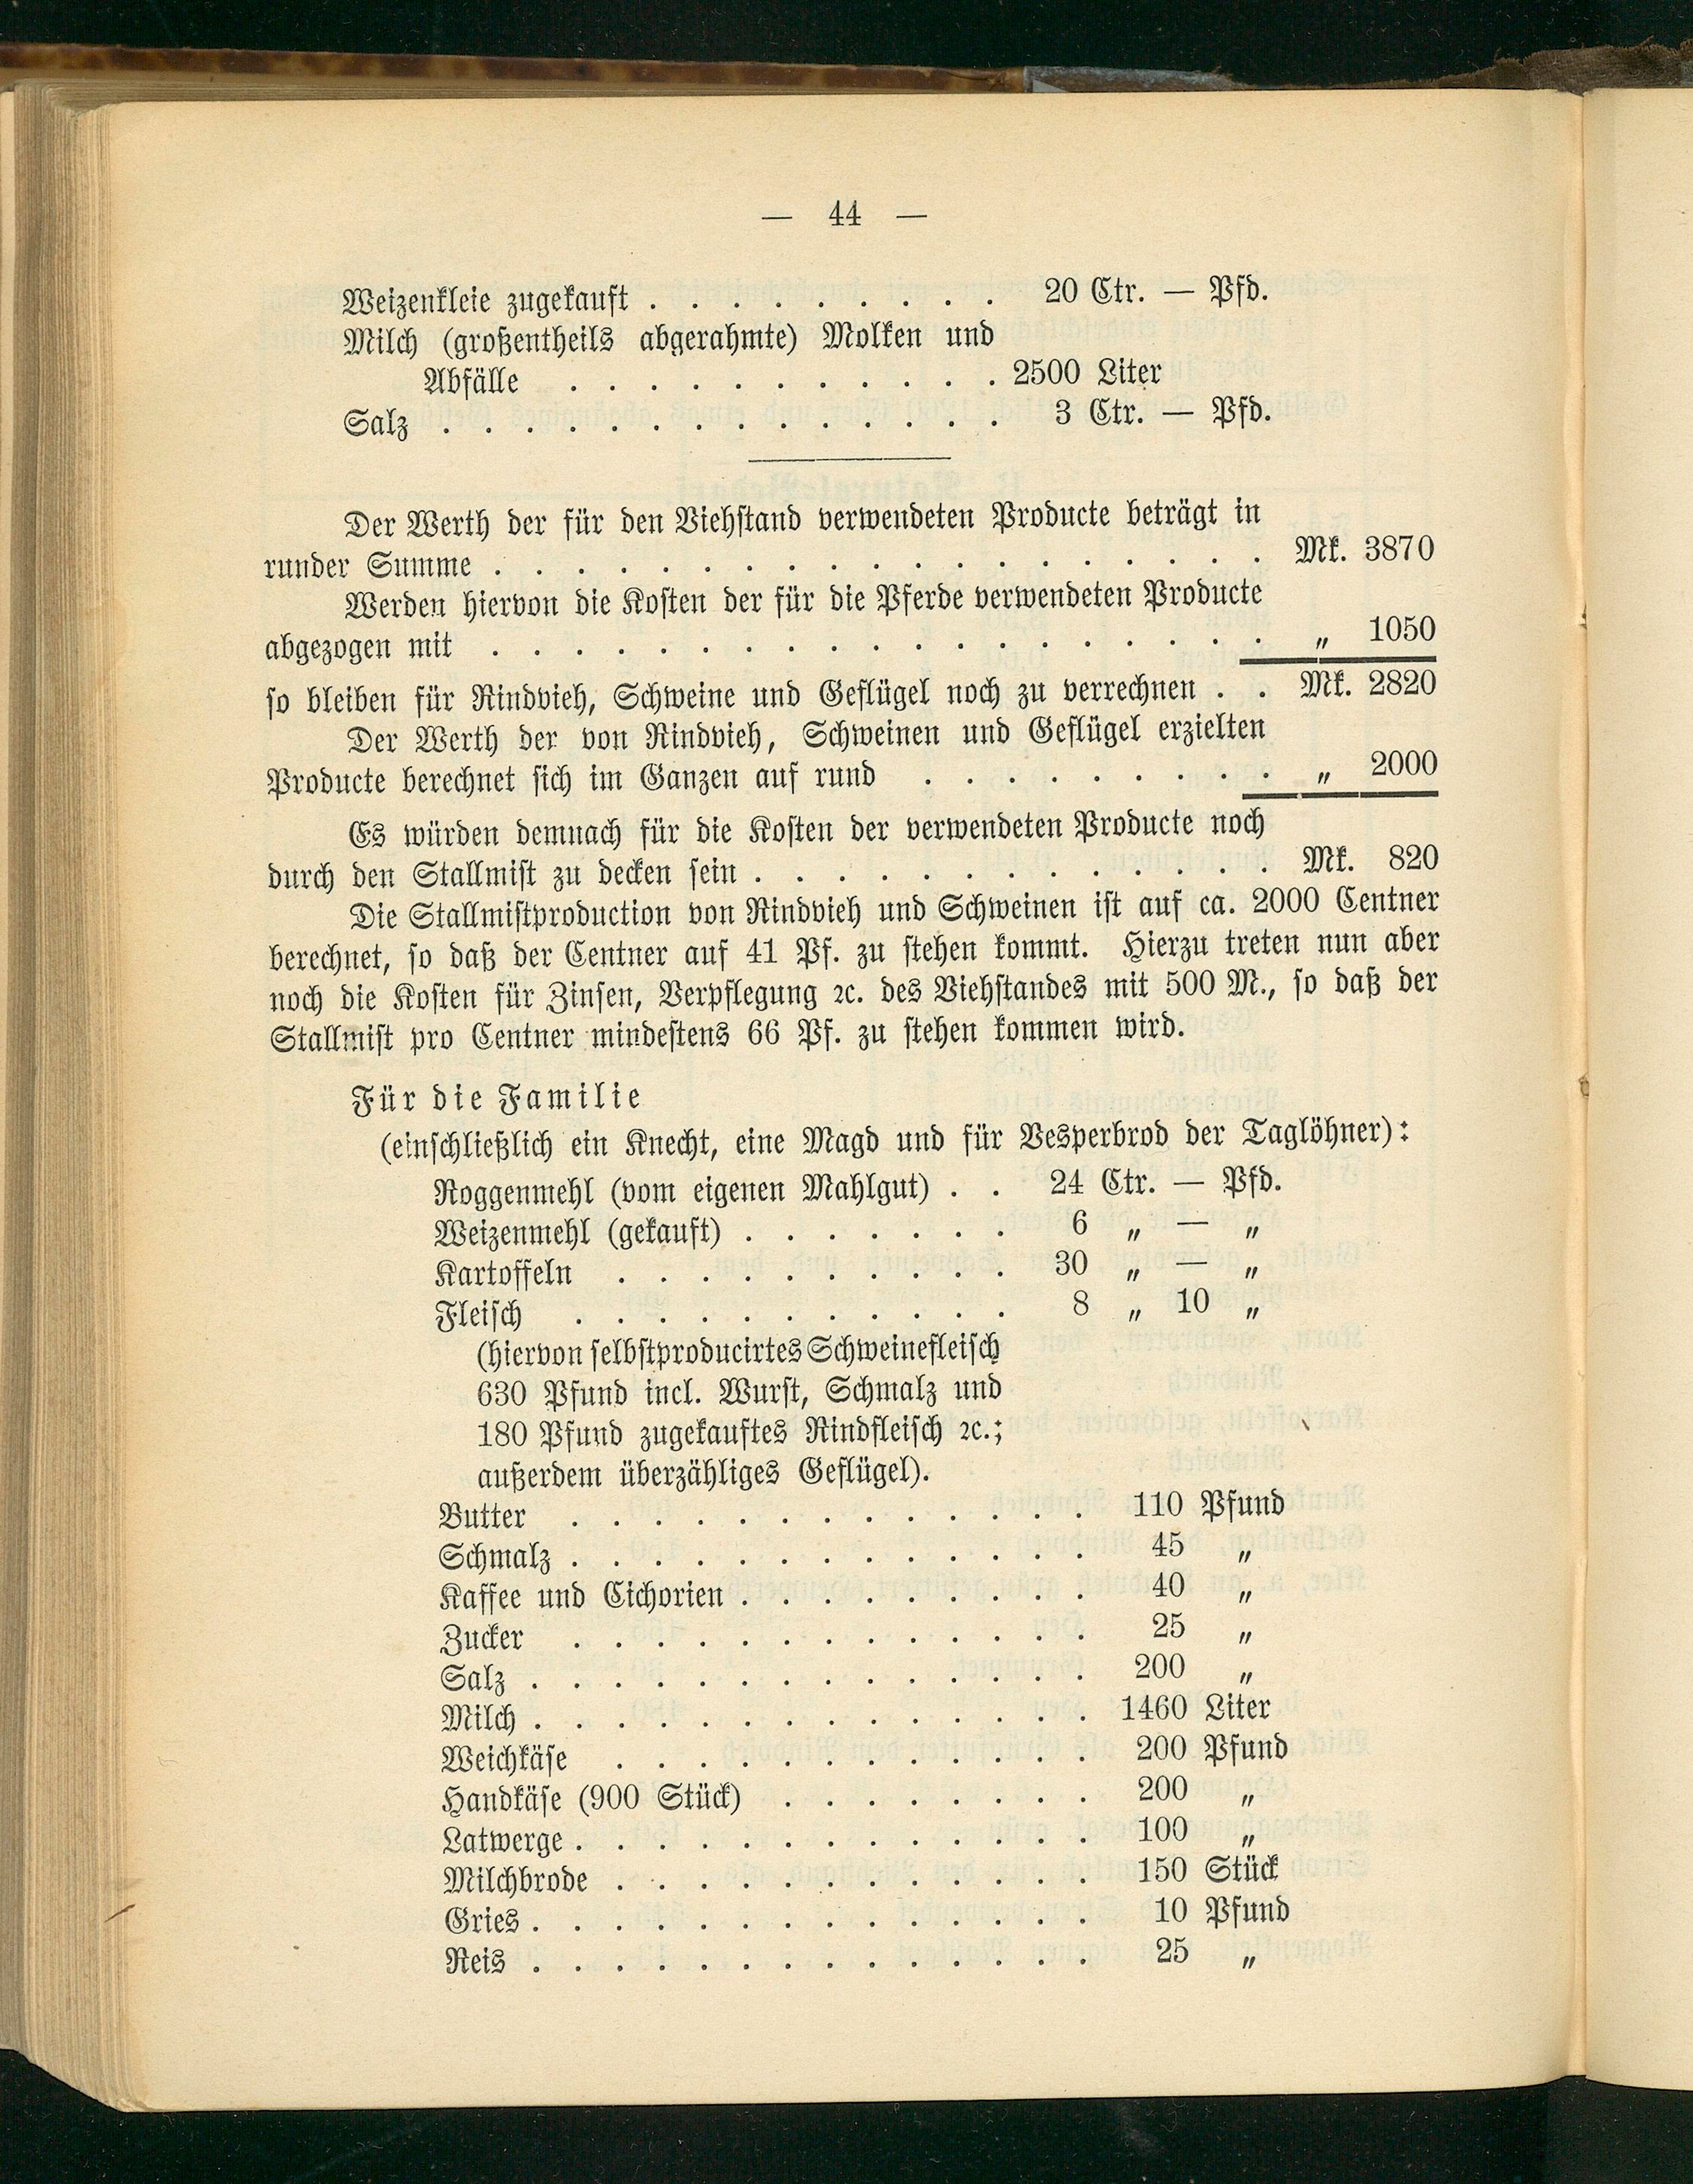 — 44 —
Weizenkleie zugekauft . . . . . . . . . 20 Ctr. — Pfd.
Milch (großentheils abgerahmte) Molken und
Abfälle . . . . . . . . . . . 2500 Liter
Salz . . . . . . . . . . . . . . 3 Ctr. — Pfd.
Der Werth der für den Viehstand verwendeten Producte beträgt in
runder Summe . . . . . . . . . . . . . . . . . . . Mk. 3870
Werden hiervon die Kosten der für die Pferde verwendeten Producte
abgezogen mit . . . . . . . . . . . . . . . . . . . „ 1050
so bleiben für Rindvieh, Schweine und Geflügel noch zu verrechnen . . Mk. 2820
Der Werth der von Rindvieh, Schweinen und Geflügel erzielten
Producte berechnet sich im Ganzen auf rund . . . . . . . . . „ 2000
Es würden demnach für die Kosten der verwendeten Producte noch
durch den Stallmist zu decken sein . . . . . . . . . . . . . Mk. 820
Die Stallmistproduction von Rindvieh und Schweinen ist auf ca. 2000 Centner
berechnet, so daß der Centner auf 41 Pf. zu stehen kommt. Hierzu treten nun aber
noch die Kosten für Zinsen, Verpflegung ꝛc. des Viehstandes mit 500 M., so daß der
Stallmist pro Centner mindestens 66 Pf. zu stehen kommen wird.
Für die Familie
(einschließlich ein Knecht, eine Magd und für Vesperbrod der Taglöhner):
Roggenmehl (vom eigenen Mahlgut) . . 24 Ctr. — Pfd.
Weizenmehl (gekauft) . . . . . . . 6 „ — „
Kartoffeln . . . . . . . . . . 30 „ — „
Fleisch . . . . . . . . . . . 8 „ 10 „
(hiervon selbstproducirtes Schweinefleisch
630 Pfund incl. Wurst, Schmalz und
180 Pfund zugekauftes Rindfleisch ꝛc.;
außerdem überzähliges Geflügel).
Butter . . . . . . . . . . . . . 110 Pfund
Schmalz . . . . . . . . . . . . . 45 „
Kaffee und Cichorien . . . . . . . . . 40 „
Zucker . . . . . . . . . . . . . 25 „
Salz . . . . . . . . . . . . . . 200 „
Milch . . . . . . . . . . . . . . 1460 Liter
Weichkäse . . . . . . . . . . . . 200 Pfund
Handkäse (900 Stück) . . . . . . . . 200 „
Latwerge . . . . . . . . . . . . . 100 „
Milchbrode . . . . . . . . . . . . 150 Stück
Gries . . . . . . . . . . . . . . 10 Pfund
Reis . . . . . . . . . . . . . . 25 „